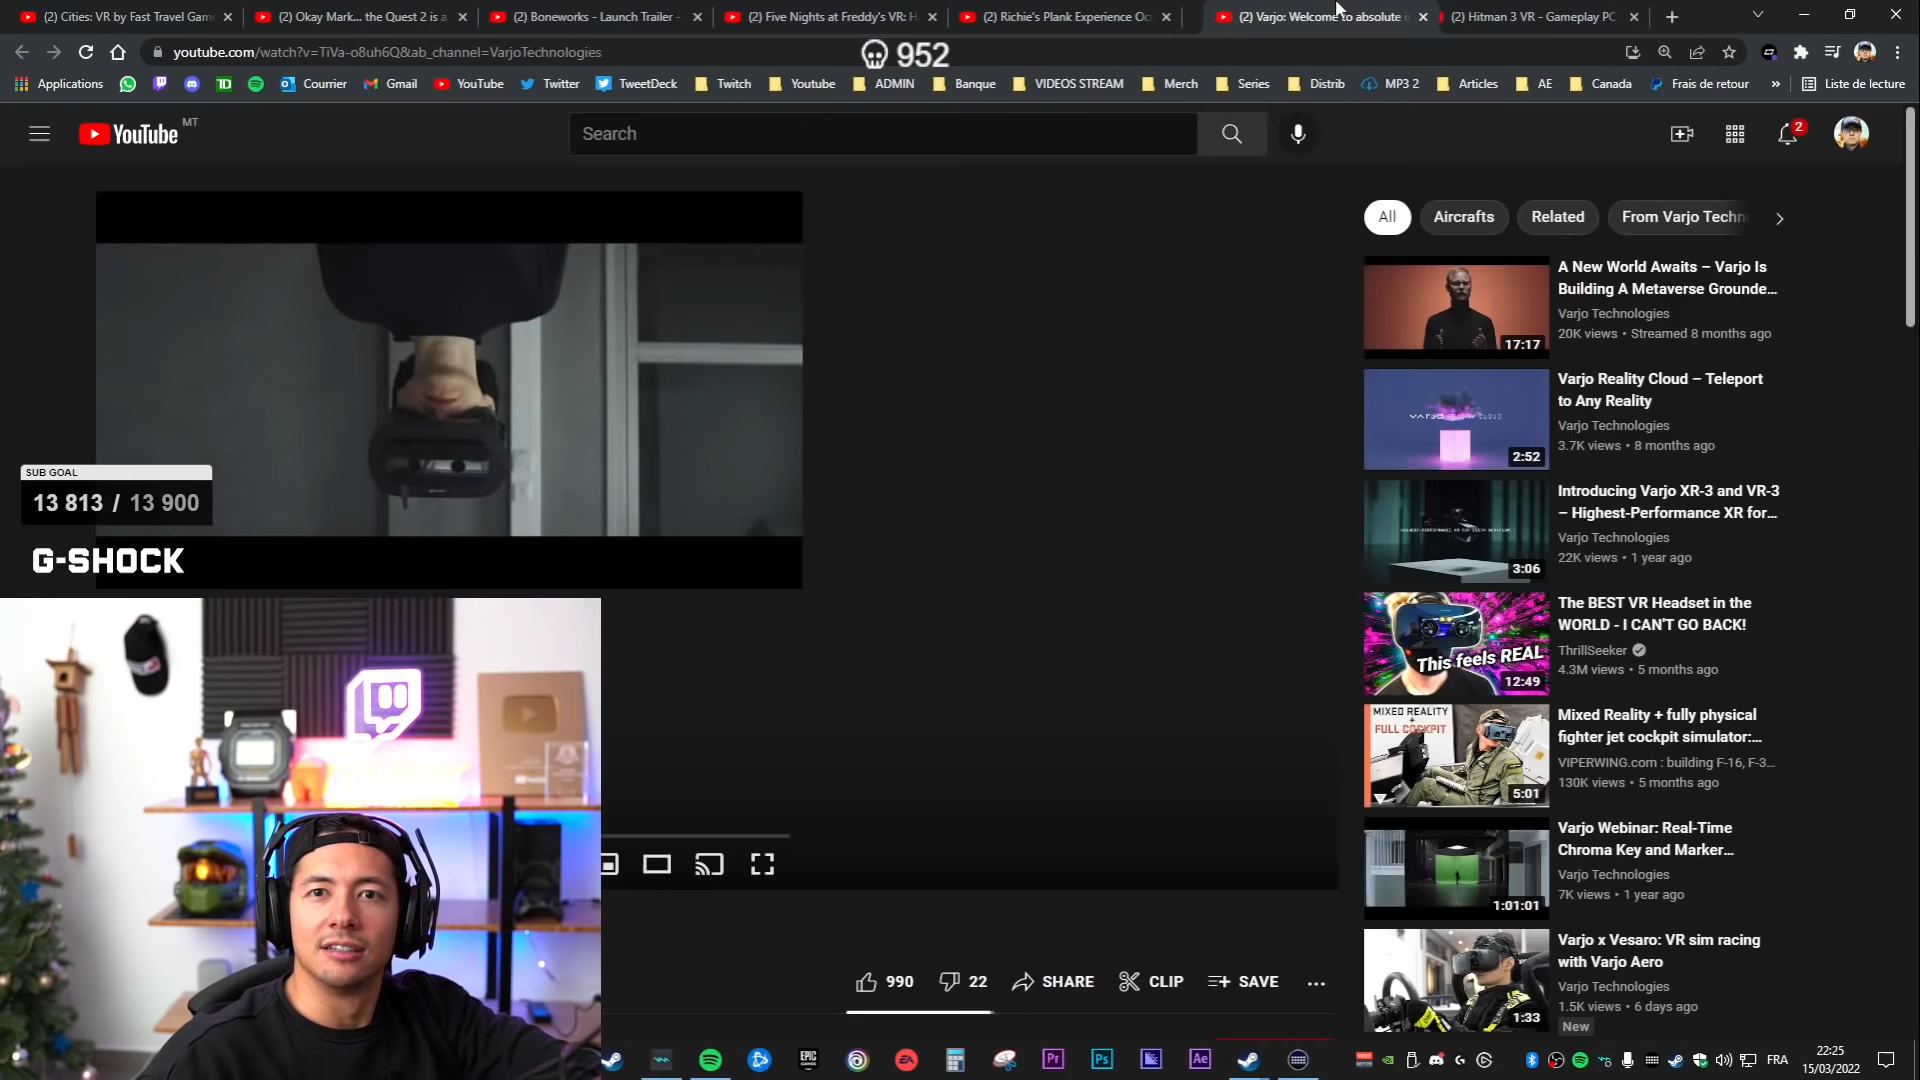 (2) Cities: VR by Fast Travel Gam
(2) Okay Mark... the Quest 2 is a
(2) Boneworks - Launch Trailer -
(2) Five Nights at Freddy's VR: H
(2) Richie's Plank Experience Ocu
(2) Varjo: Welcome to absolute i
(2) Hitman 3 VR - Gameplay PC
youtube.com/watch?v=TiVa-o8uh6Q&ab_channel=VarjoTechnologies
952
Applications
TD
Courrier
Gmail
YouTube
Twitter
TweetDeck
Twitch
Youtube
ADMIN
Banque
VIDEOS STREAM
Merch
Series
Distrib
MP3 2
Articles
AE
Canada
Frais de retour
»
Liste de lecture
YouTube MT
Search
2
All
Aircrafts
Related
From Varjo Techn
A New World Awaits – Varjo Is
Building A Metaverse Grounde...
Varjo Technologies
20K views • Streamed 8 months ago
17:17
Varjo Reality Cloud – Teleport
to Any Reality
Varjo Technologies
3.7K views • 8 months ago
2:52
Introducing Varjo XR-3 and VR-3
– Highest-Performance XR for...
Varjo Technologies
22K views • 1 year ago
3:06
The BEST VR Headset in the
WORLD - I CAN'T GO BACK!
ThrillSeeker
4.3M views • 5 months ago
This feels REAL
12:49
Mixed Reality + fully physical
fighter jet cockpit simulator:...
VIPERWING.com : building F-16, F-3...
130K views • 5 months ago
MIXED REALITY
+
FULL COCKPIT
5:01
Varjo Webinar: Real-Time
Chroma Key and Marker...
Varjo Technologies
7K views • 1 year ago
1:01:01
Varjo x Vesaro: VR sim racing
with Varjo Aero
Varjo Technologies
1.5K views • 6 days ago
New
1:33
SUB GOAL
13 813 / 13 900
G-SHOCK
990
22
SHARE
CLIP
SAVE
...
EPIC
EA
Pr
Ps
Ae
FRA
22:25
15/03/2022